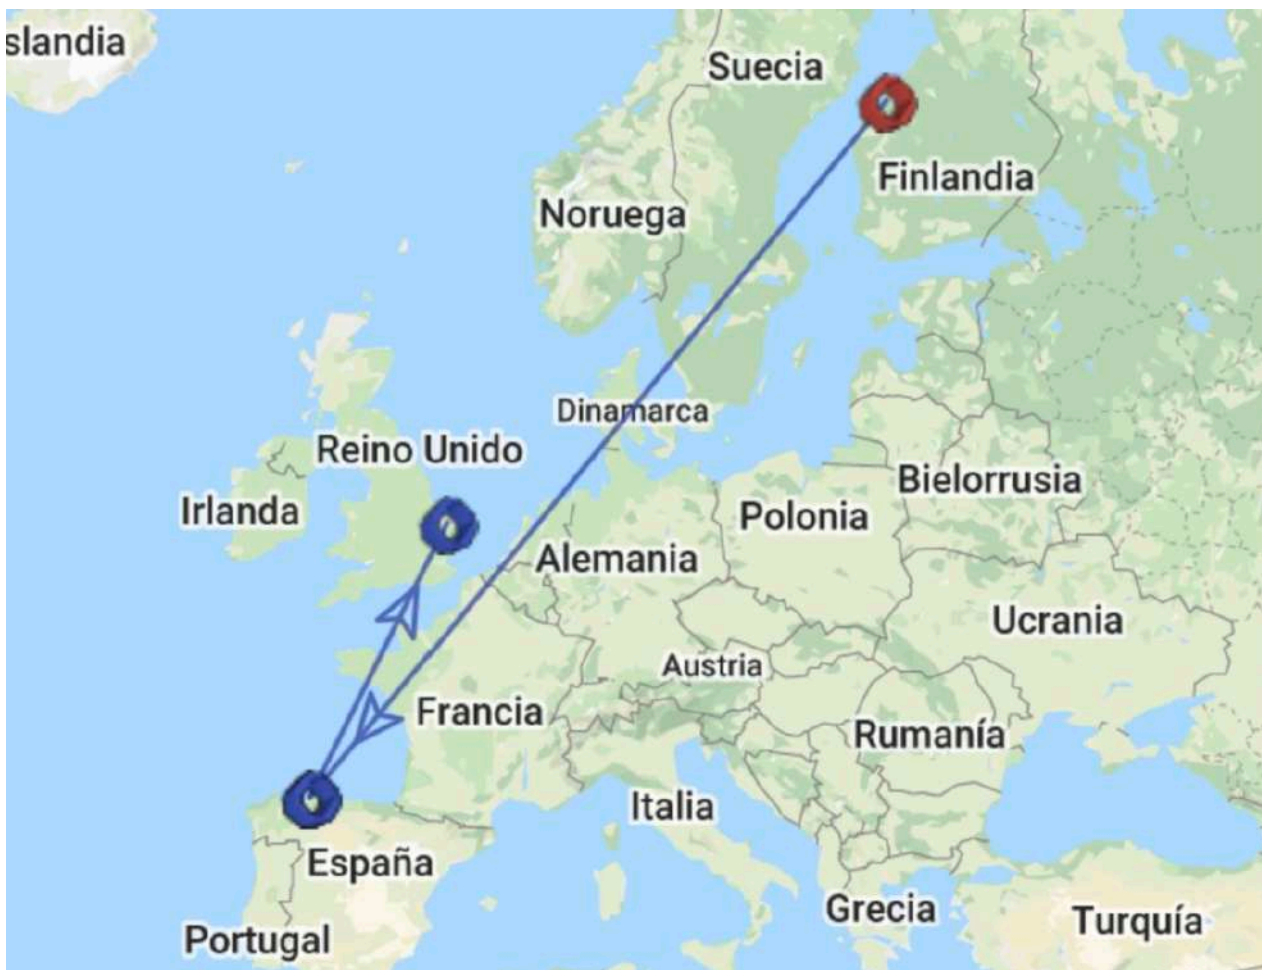 slandia
Suecia
Finlandia
Noruega
Dinamarca
Reino Unido
Bielorrusia
Irlanda
Polonia
Alemania
Ucrania
Austria
Francia
Rumanía
Italia
España
Grecia
Turquía
Portugal